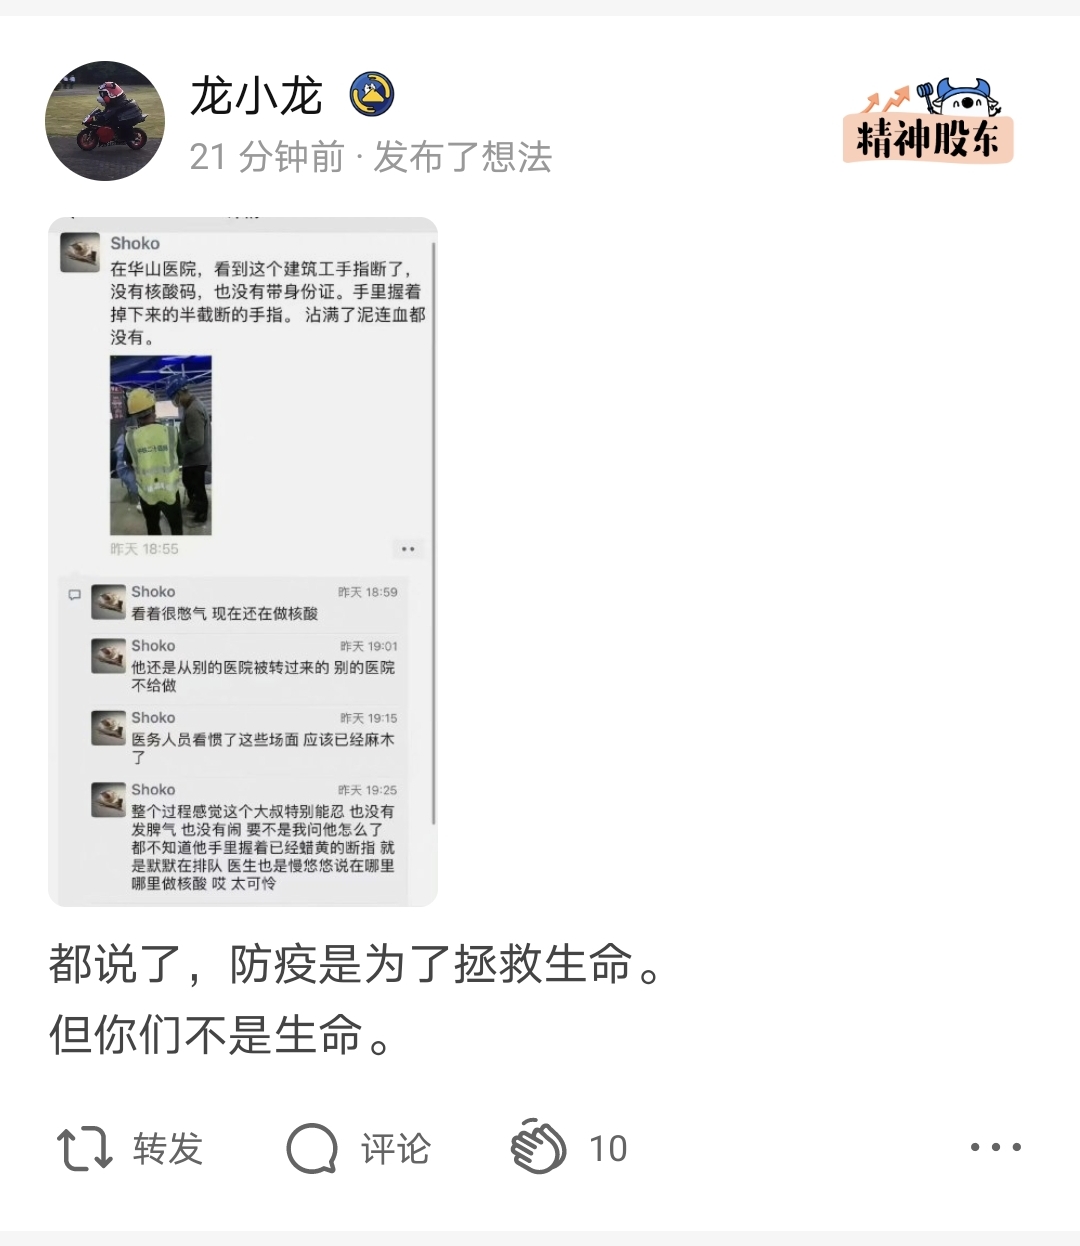 龙小龙
21 分钟前 · 发布了想法
精神股东
Shoko
在华山医院，看到这个建筑工手指断了，
没有核酸码，也没有带身份证。手里握着
掉下来的半截断的手指。 沾满了泥连血都
没有。
昨天 18:55
Shoko
昨天 18:59
看着很憋气 现在还在做核酸
Shoko
昨天 19:01
他还是从别的医院被转过来的 别的医院
不给做
Shoko
昨天 19:15
医务人员看惯了这些场面 应该已经麻木
了
Shoko
昨天 19:25
整个过程感觉这个大叔特别能忍 也没有
发脾气 也没有闹 要不是我问他怎么了
都不知道他手里握着已经蜡黄的断指 就
是默默在排队 医生也是慢悠悠说在哪里
哪里做核酸 哎 太可怜
都说了，防疫是为了拯救生命。
但你们不是生命。
转发
评论
10